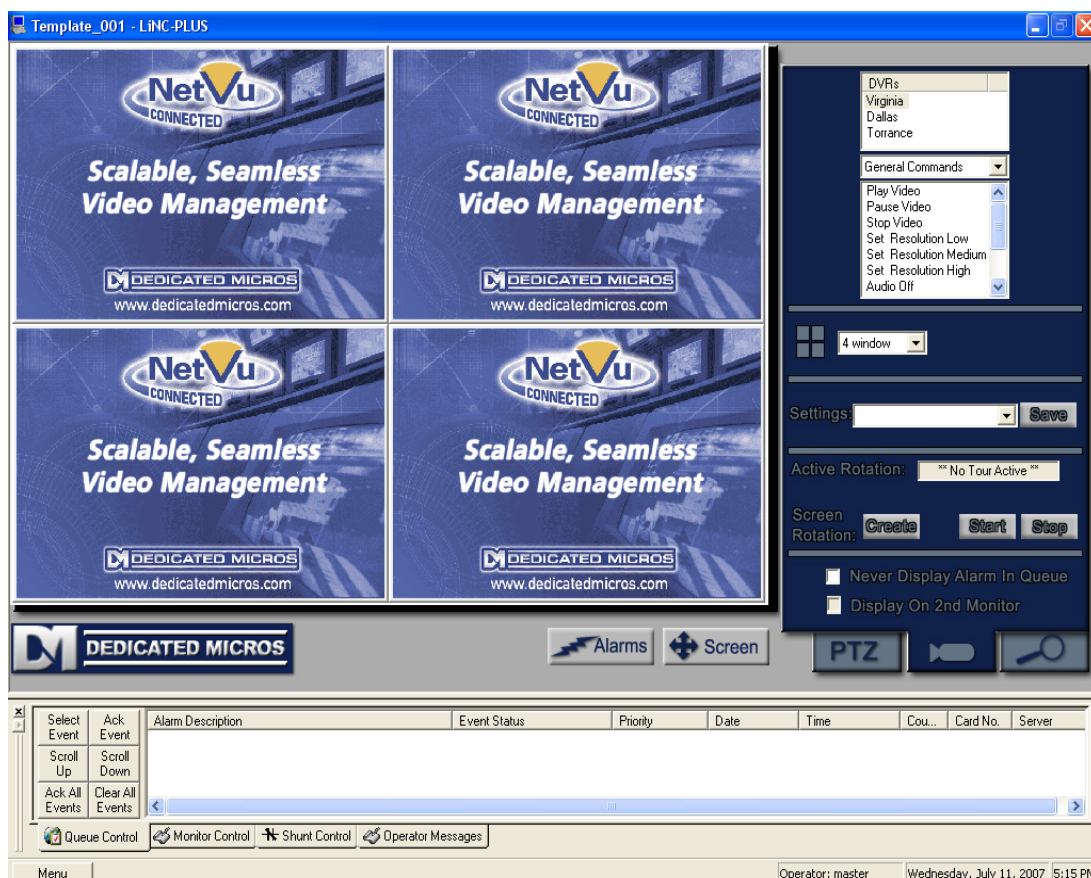 Template_001 - LiNC-PLUS
NetVu
CONNECTED
Scalable, Seamless
Video Management
DEDICATED MICROS
www.dedicatedmicros.com
NetVu
CONNECTED
Scalable, Seamless
Video Management
DEDICATED MICROS
www.dedicatedmicros.com
NetVu
CONNECTED
Scalable, Seamless
Video Management
DEDICATED MICROS
www.dedicatedmicros.com
NetVu
CONNECTED
Scalable, Seamless
Video Management
DEDICATED MICROS
www.dedicatedmicros.com
DVRs
Virginia
Dallas
Torrance
General Commands
Play Video
Pause Video
Stop Video
Set Resolution Low
Set Resolution Medium
Set Resolution High
Audio Off
4 window
Settings: Save
Active Rotation: ** No Tour Active **
Screen
Rotation: Create Start Stop
Never Display Alarm In Queue
Display On 2nd Monitor
DM DEDICATED MICROS
Alarms Screen
PTZ
Select Event
Ack Event
Scroll Up
Scroll Down
Ack All Events
Clear All Events
Alarm Description Event Status Priority Date Time Cou... Card No. Server
Queue Control Monitor Control Shunt Control Operator Messages
Menu Operator: master Wednesday, July 11, 2007 5:15 PM